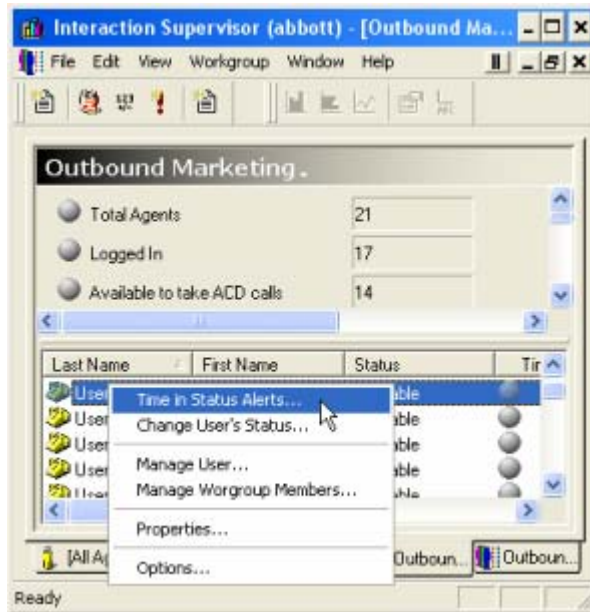 Interaction Supervisor (abbott) - [Outbound Ma...
File Edit View Workgroup Window Help
Outbound Marketing.
Total Agents 21
Logged In 17
Available to take ACD calls 14
Last Name First Name Status Tir
User able
User able
User able
User able
User able
Time in Status Alerts...
Change User's Status...
Manage User...
Manage Worgroup Members...
Properties...
Options...
[All Ag Outboun... Outboun...
Ready